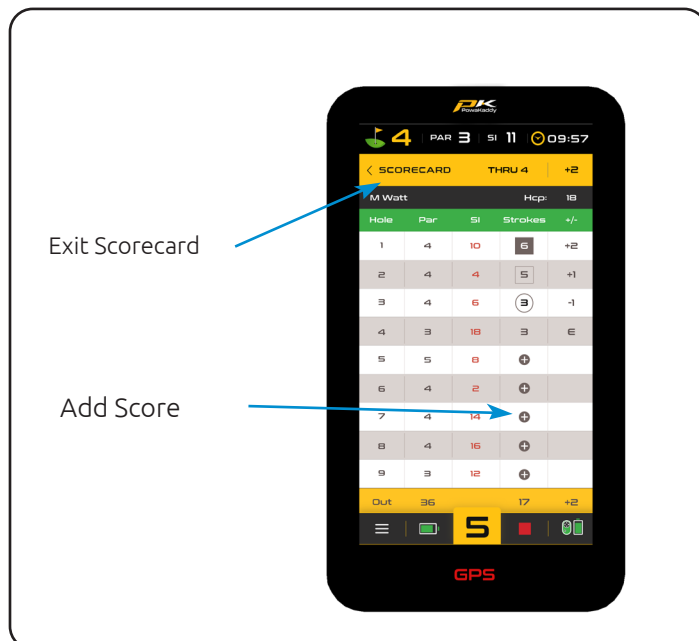 PK
PowaKaddy
4 PAR 3 SI 11 09:57
< SCORECARD THRU 4 +2
M Watt Hcp: 18
Hole Par SI Strokes +/-
1 4 10 6 +2
2 4 4 5 +1
Exit Scorecard
3 4 6 3 -1
4 3 18 3 E
5 5 8
6 4 2
Add Score
7 4 14
8 4 16
9 3 12
Out 36 17 +2
5
GPS